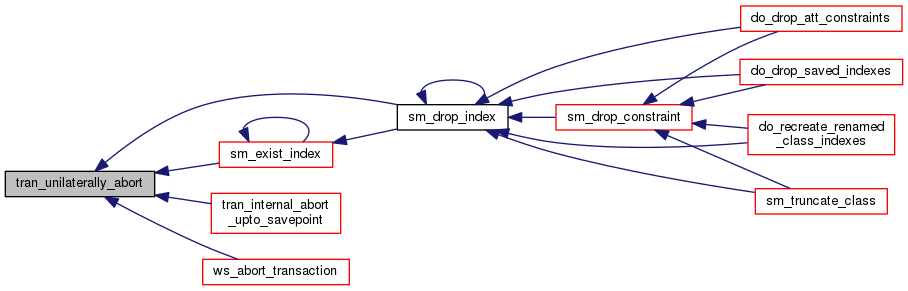 do_drop_att_constraints
do_drop_saved_indexes
sm_drop_index
sm_drop_constraint
do_recreate_renamed
_class_indexes
sm_exist_index
tran_unilaterally_abort
tran_internal_abort
_upto_savepoint
sm_truncate_class
ws_abort_transaction